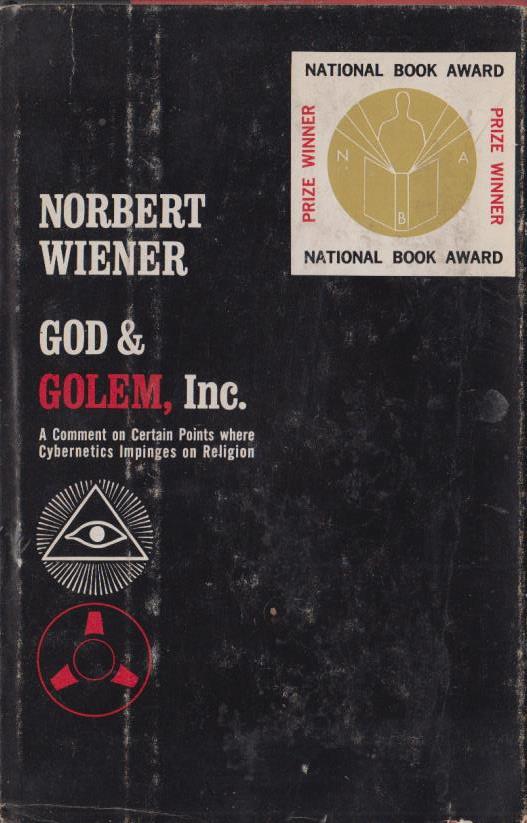 NATIONAL BOOK AWARD
PRIZE WINNER
PRIZE WINNER
N
A
B
NATIONAL BOOK AWARD
NORBERT
WIENER
GOD &
GOLEM, Inc.
A Comment on Certain Points where
Cybernetics Impinges on Religion